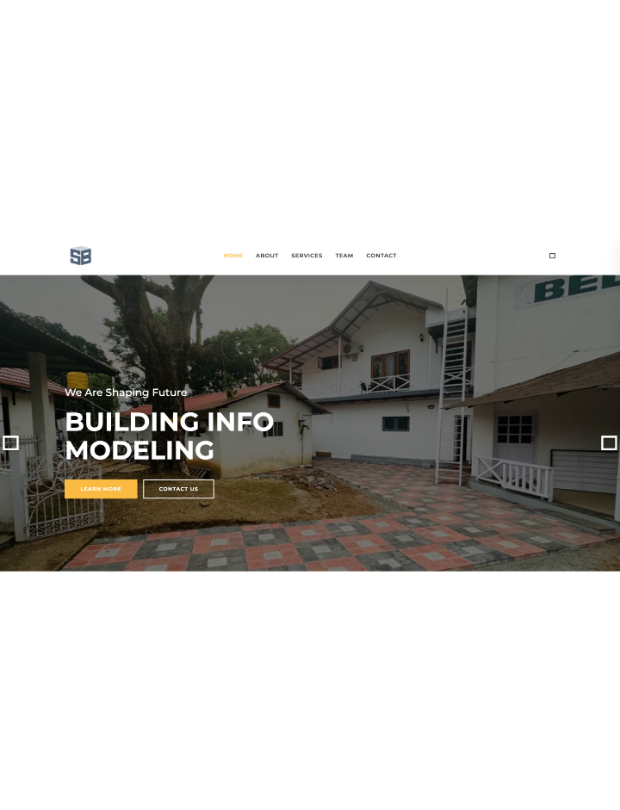 SB
HOME ABOUT SERVICES TEAM CONTACT
BEL
We Are Shaping Future
BUILDING INFO
MODELING
LEARN MORE CONTACT US